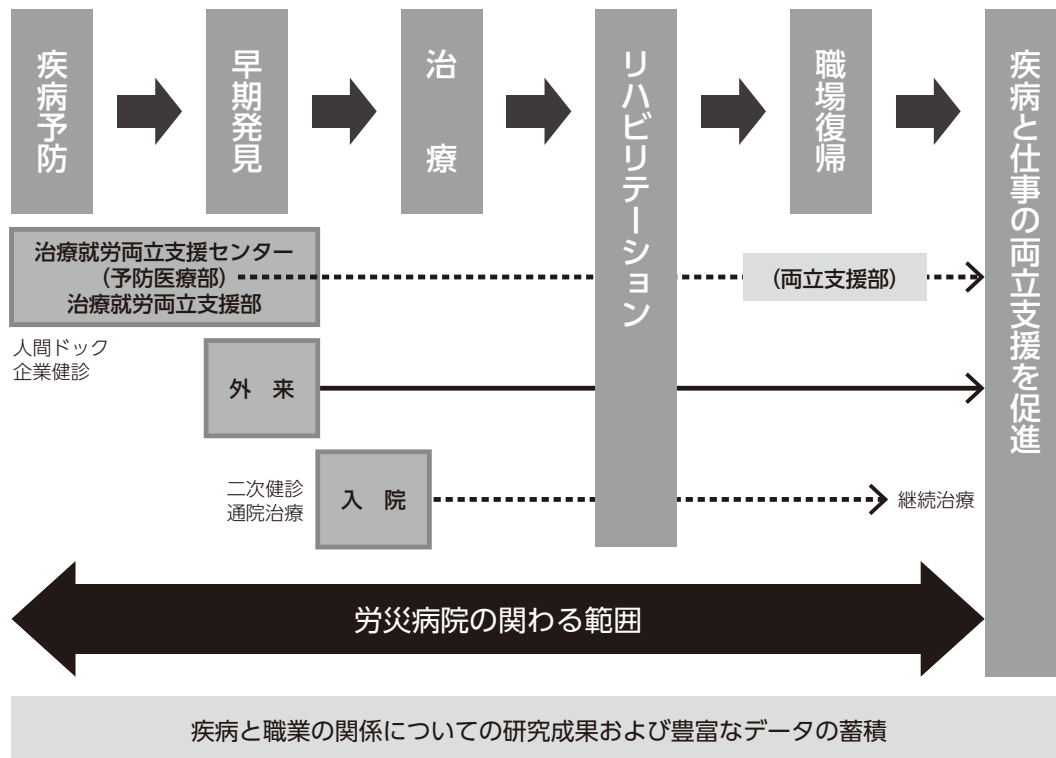 疾病予防
早期発見
治療
リハビリテーション
職場復帰
疾病と仕事の両立支援を促進
治療就労両立支援センター
（予防医療部）
治療就労両立支援部
（両立支援部）
人間ドック
企業健診
外　来
二次健診
通院治療
入　院
継続治療
労災病院の関わる範囲
疾病と職業の関係についての研究成果および豊富なデータの蓄積